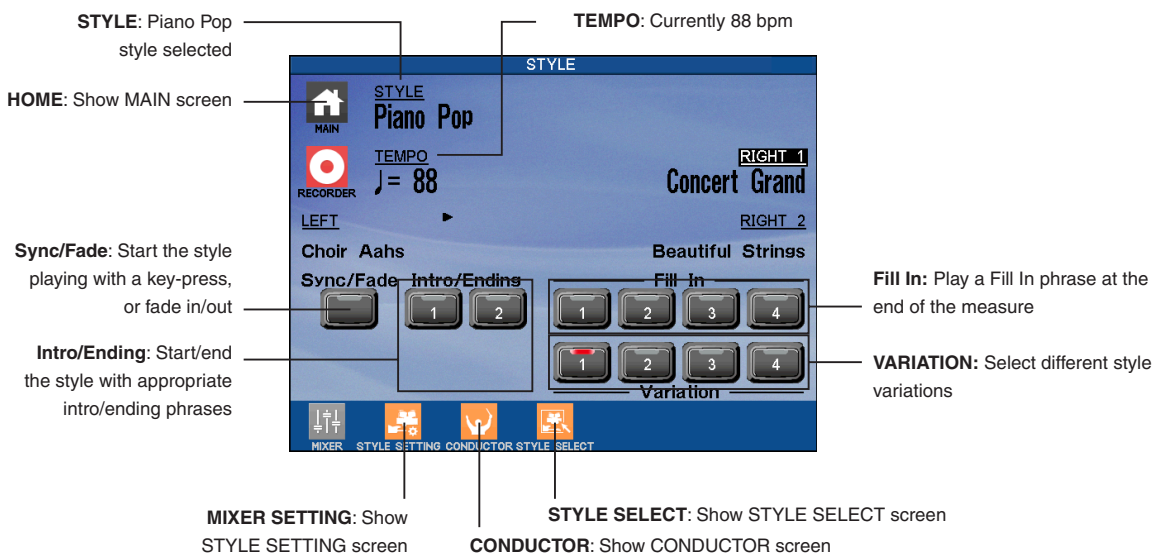 STYLE: Piano Pop
style selected
TEMPO: Currently 88 bpm
HOME: Show MAIN screen
STYLE
MAIN
STYLE
Piano Pop
RECORDER
TEMPO
♩= 88
RIGHT 1
Concert Grand
LEFT
RIGHT 2
Choir Aahs
Beautiful Strings
Sync/Fade Intro/Ending
Fill In
1 2
1 2 3 4
1 2 3 4
Variation
MIXER STYLE SETTING CONDUCTOR STYLE SELECT
Sync/Fade: Start the style
playing with a key-press,
or fade in/out
Intro/Ending: Start/end
the style with appropriate
intro/ending phrases
Fill In: Play a Fill In phrase at the
end of the measure
VARIATION: Select different style
variations
MIXER SETTING: Show
STYLE SETTING screen
STYLE SELECT: Show STYLE SELECT screen
CONDUCTOR: Show CONDUCTOR screen